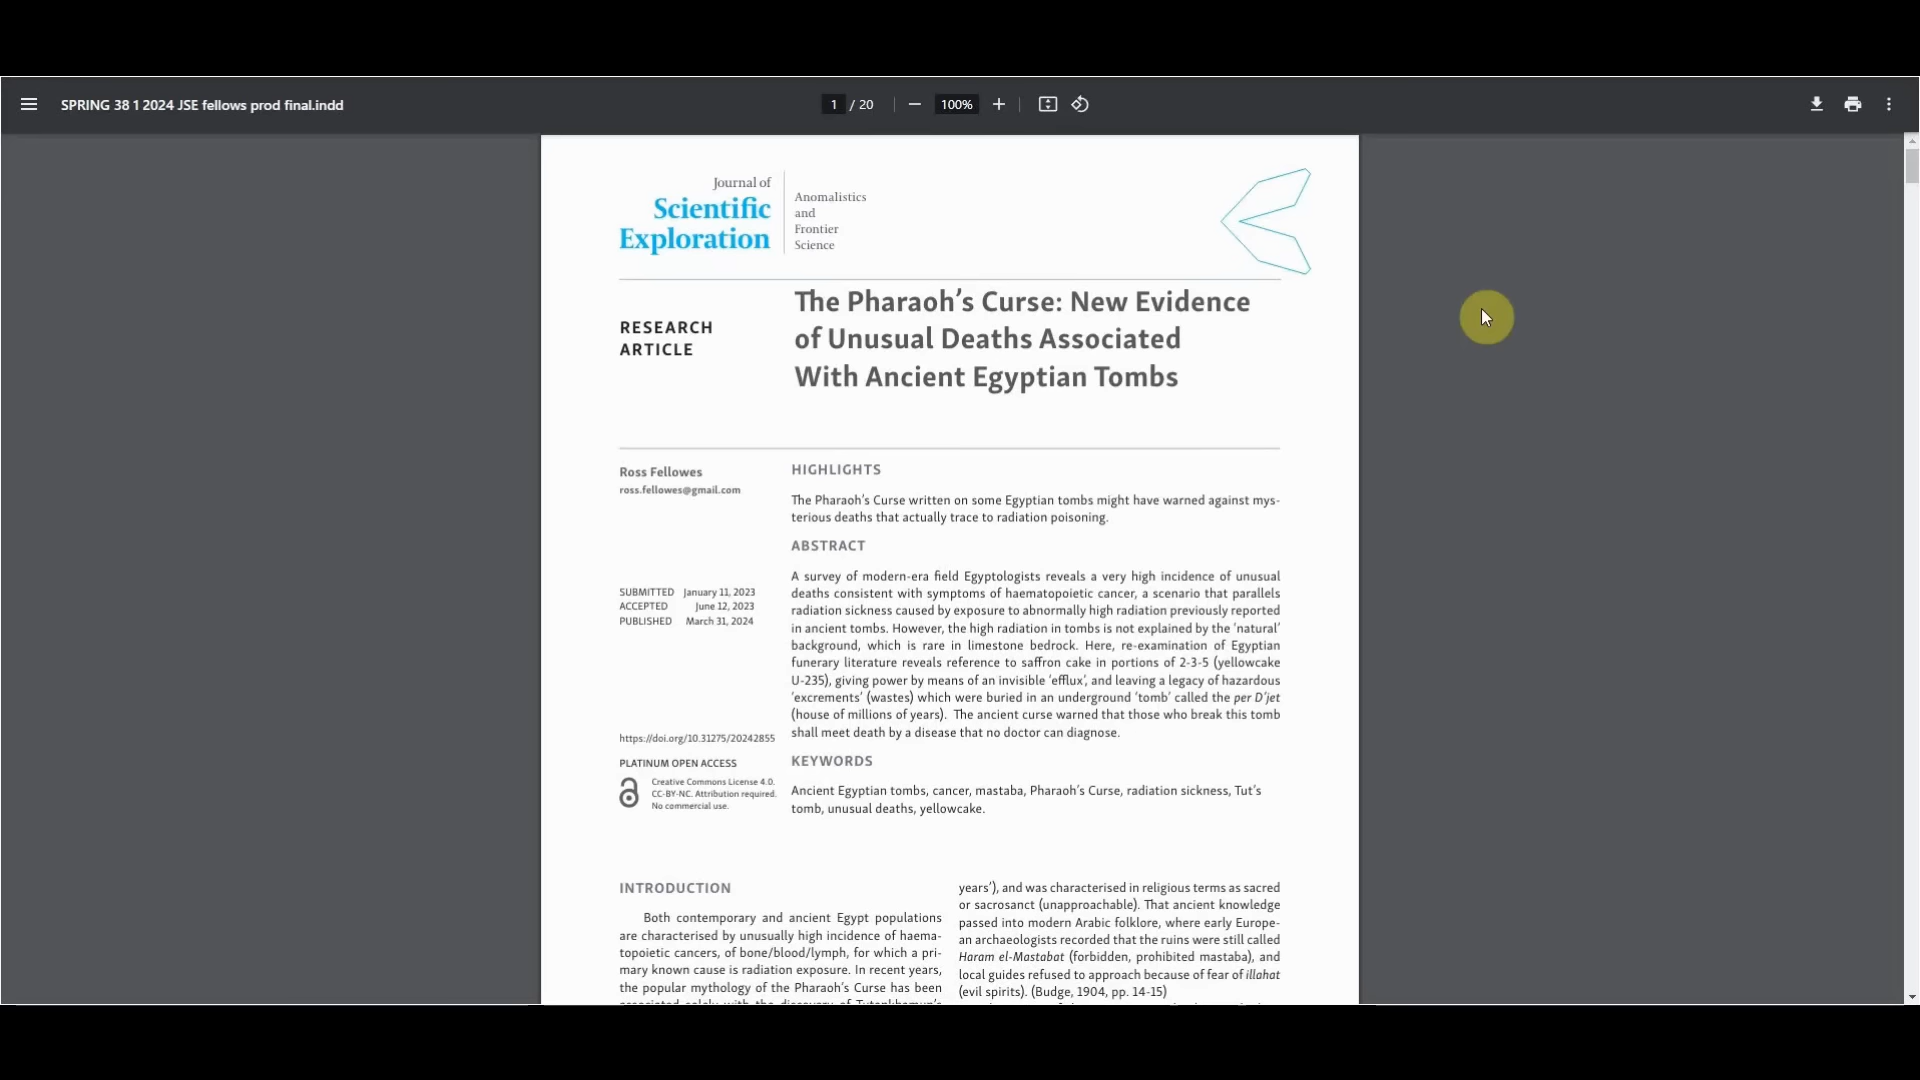 SPRING 38 1 2024 JSE fellows prod final.indd
1 / 20
100%
Journal of
Scientific
Exploration
Anomalistics
and
Frontier
Science
RESEARCH
ARTICLE
The Pharaoh's Curse: New Evidence
of Unusual Deaths Associated
With Ancient Egyptian Tombs
Ross Fellowes
ross.fellowes@gmail.com
SUBMITTED January 11, 2023
ACCEPTED June 12, 2023
PUBLISHED March 31, 2024
https://doi.org/10.31275/20242855
PLATINUM OPEN ACCESS
Creative Commons License 4.0.
CC-BY-NC. Attribution required.
No commercial use.
HIGHLIGHTS
The Pharaoh's Curse written on some Egyptian tombs might have warned against mys-
terious deaths that actually trace to radiation poisoning.
ABSTRACT
A survey of modern-era field Egyptologists reveals a very high incidence of unusual
deaths consistent with symptoms of haematopoietic cancer, a scenario that parallels
radiation sickness caused by exposure to abnormally high radiation previously reported
in ancient tombs. However, the high radiation in tombs is not explained by the 'natural'
background, which is rare in limestone bedrock. Here, re-examination of Egyptian
funerary literature reveals reference to saffron cake in portions of 2-3-5 (yellowcake
U-235), giving power by means of an invisible 'efflux', and leaving a legacy of hazardous
'excrements' (wastes) which were buried in an underground 'tomb' called the per D'jet
(house of millions of years). The ancient curse warned that those who break this tomb
shall meet death by a disease that no doctor can diagnose.
KEYWORDS
Ancient Egyptian tombs, cancer, mastaba, Pharaoh's Curse, radiation sickness, Tut's
tomb, unusual deaths, yellowcake.
INTRODUCTION
Both contemporary and ancient Egypt populations
are characterised by unusually high incidence of haema-
topoietic cancers, of bone/blood/lymph, for which a pri-
mary known cause is radiation exposure. In recent years,
the popular mythology of the Pharaoh's Curse has been
associated solely with the discovery of Tutankhamun's
years'), and was characterised in religious terms as sacred
or sacrosanct (unapproachable). That ancient knowledge
passed into modern Arabic folklore, where early Europe-
an archaeologists recorded that the ruins were still called
Haram el-Mastabat (forbidden, prohibited mastaba), and
local guides refused to approach because of fear of illahat
(evil spirits). (Budge, 1904, pp. 14-15)